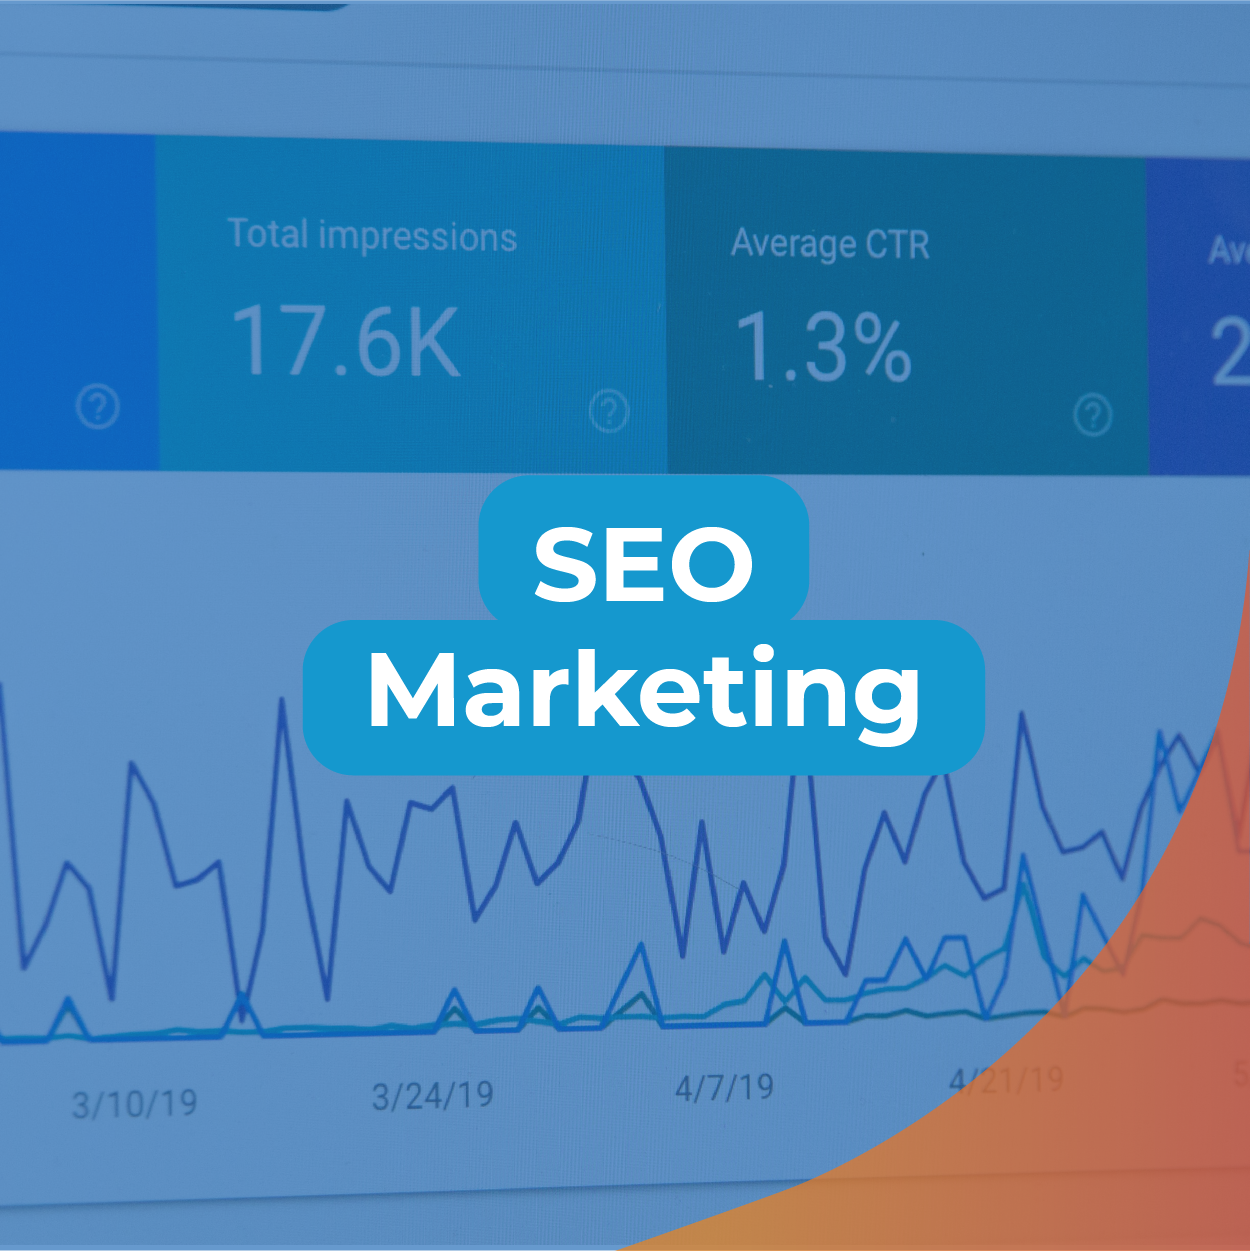 Total impressions
17.6K
Average CTR
1.3%
2
SEO
Marketing
3/10/19
3/24/19
4/7/19
4/21/19